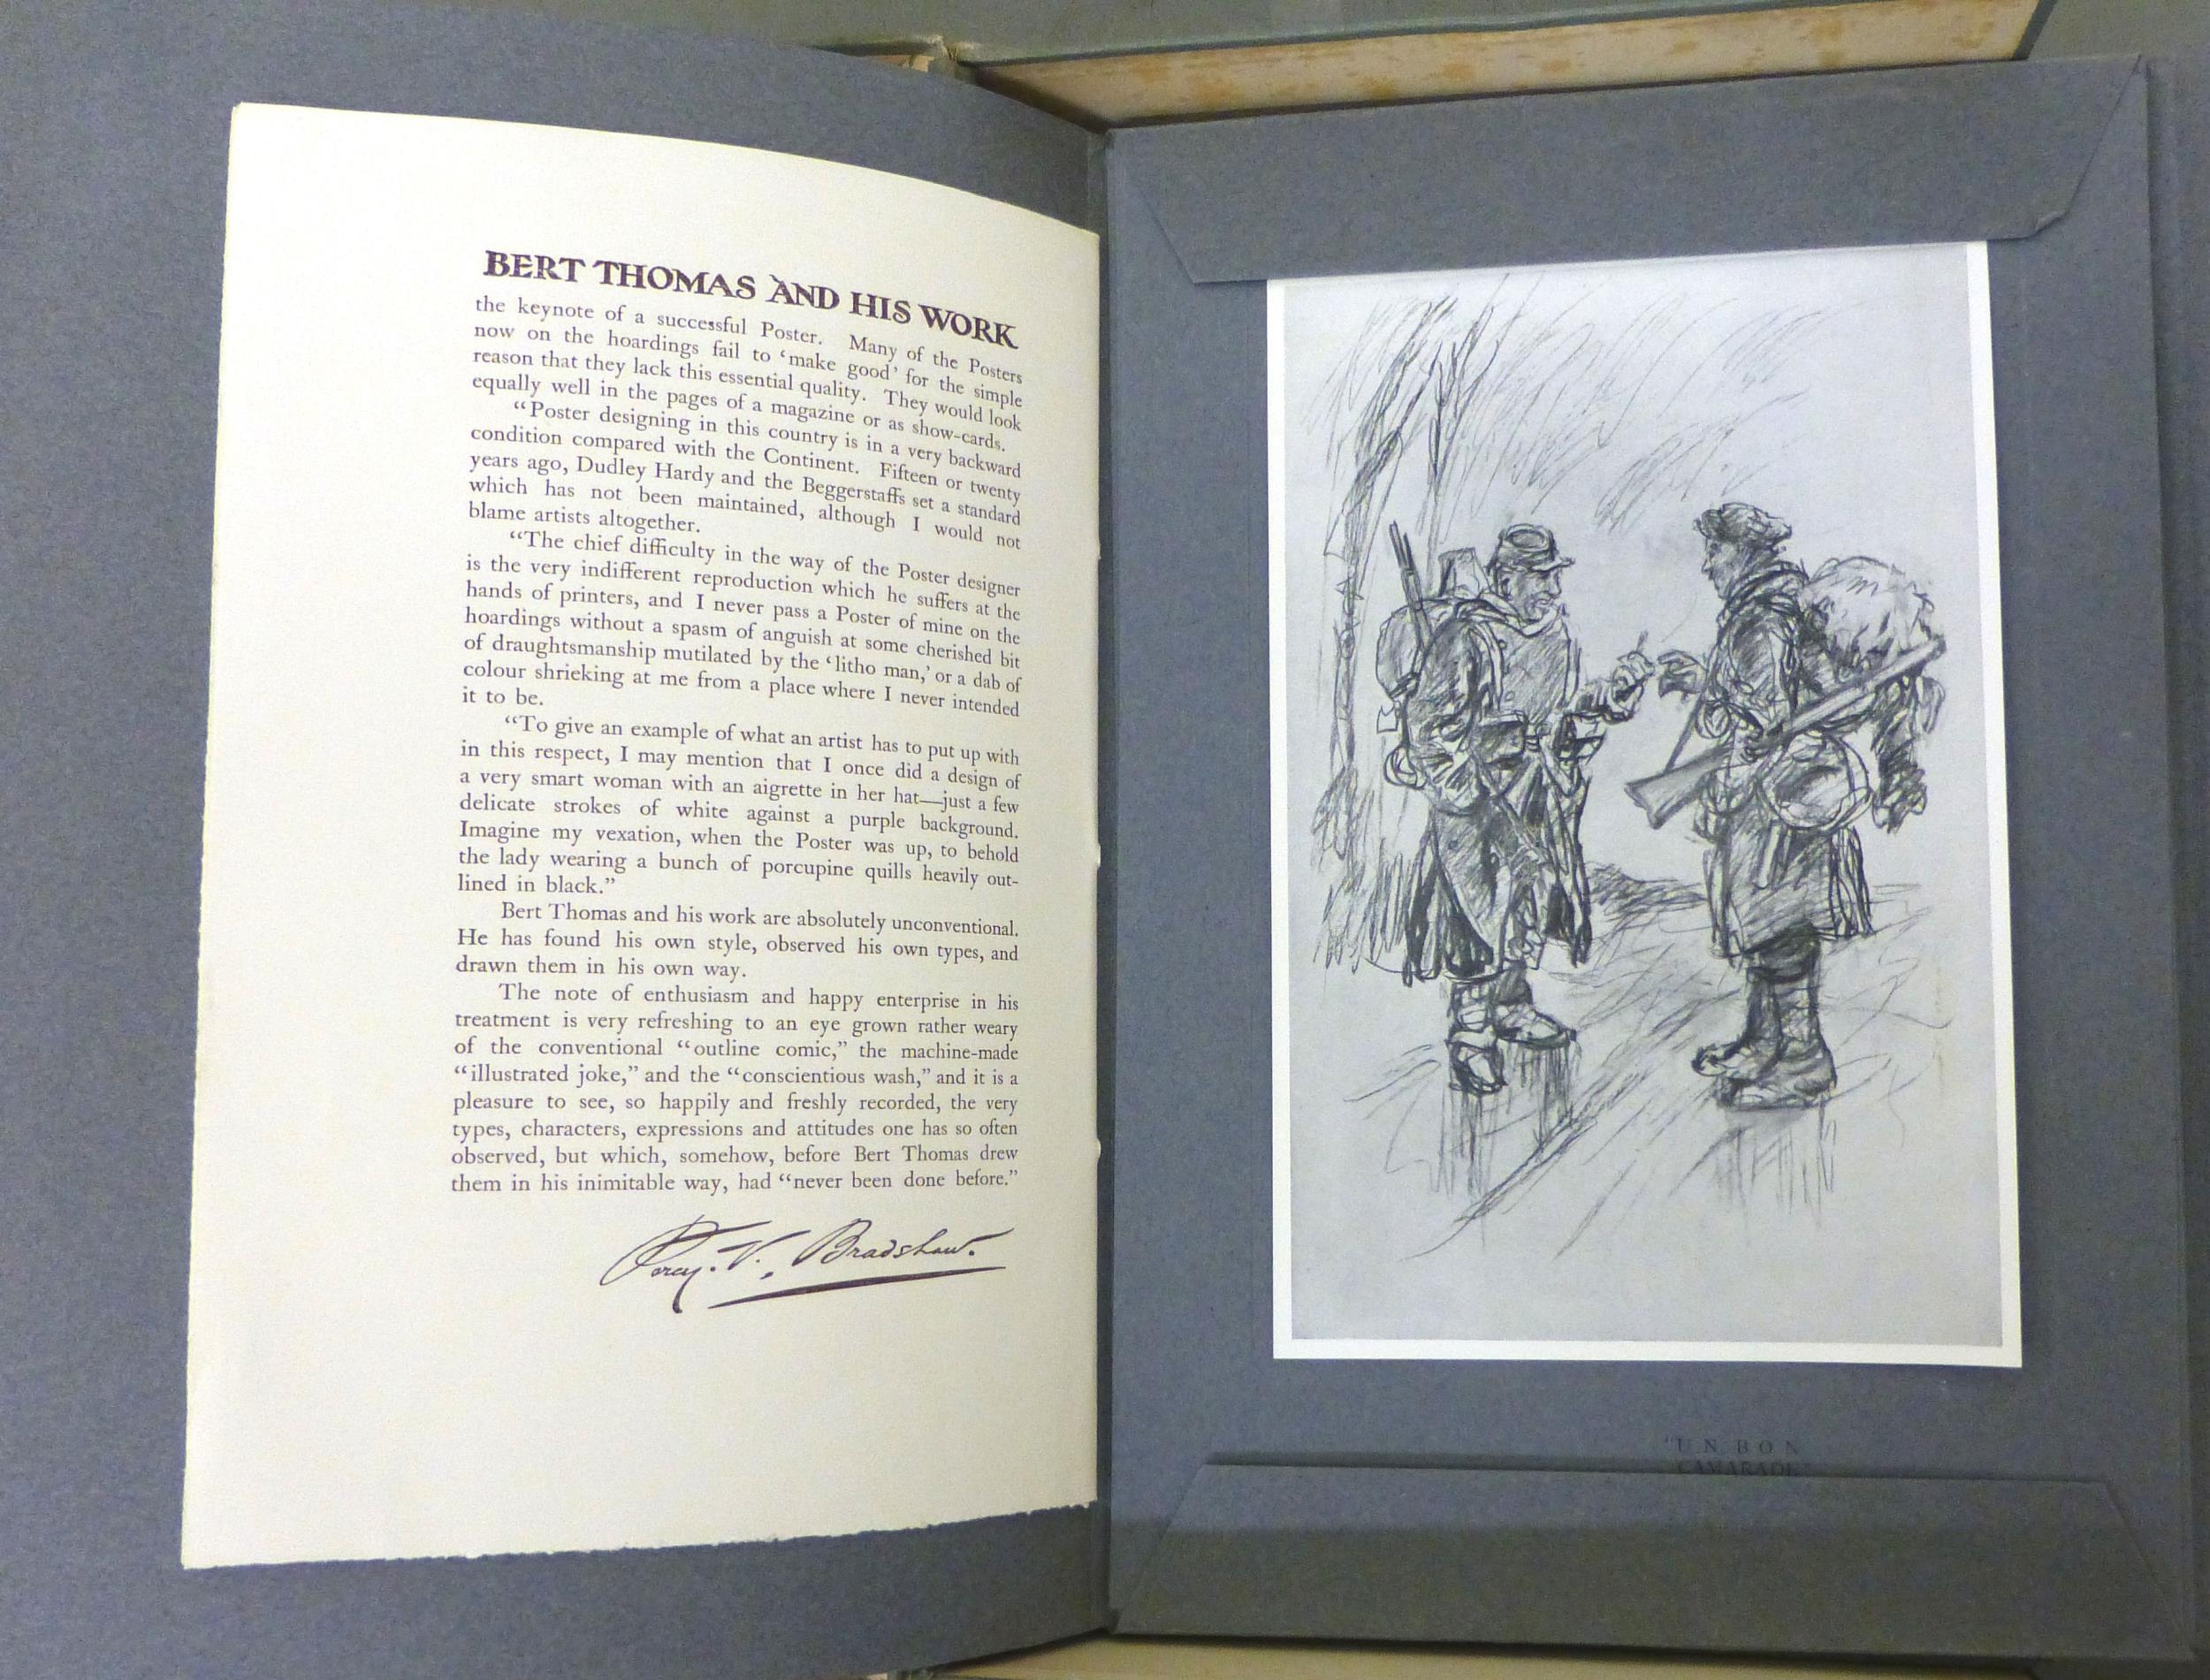 BERT THOMAS AND HIS WORK
the keynote of a successful Poster. Many of the Posters
now on the hoardings fail to ‘make good’ for the simple
reason that they lack this essential quality. They would look
equally well in the pages of a magazine or as show-cards.
“Poster designing in this country is in a very backward
condition compared with the Continent. Fifteen or twenty
years ago, Dudley Hardy and the Beggerstaffs set a standard
which has not been maintained, although I would not
blame artists altogether.
“The chief difficulty in the way of the Poster designer
is the very indifferent reproduction which he suffers at the
hands of printers, and I never pass a Poster of mine on the
hoardings without a spasm of anguish at some cherished bit
of draughtsmanship mutilated by the ‘litho man,’ or a dab of
colour shrieking at me from a place where I never intended
it to be.
“To give an example of what an artist has to put up with
in this respect, I may mention that I once did a design of
a very smart woman with an aigrette in her hat—just a few
delicate strokes of white against a purple background.
Imagine my vexation, when the Poster was up, to behold
the lady wearing a bunch of porcupine quills heavily out-
lined in black.”
Bert Thomas and his work are absolutely unconventional.
He has found his own style, observed his own types, and
drawn them in his own way.
The note of enthusiasm and happy enterprise in his
treatment is very refreshing to an eye grown rather weary
of the conventional “outline comic,” the machine-made
“illustrated joke,” and the “conscientious wash,” and it is a
pleasure to see, so happily and freshly recorded, the very
types, characters, expressions and attitudes one has so often
observed, but which, somehow, before Bert Thomas drew
them in his inimitable way, had “never been done before.”
Percy. V. Bradshaw.
“UN BON
CAMARADE”